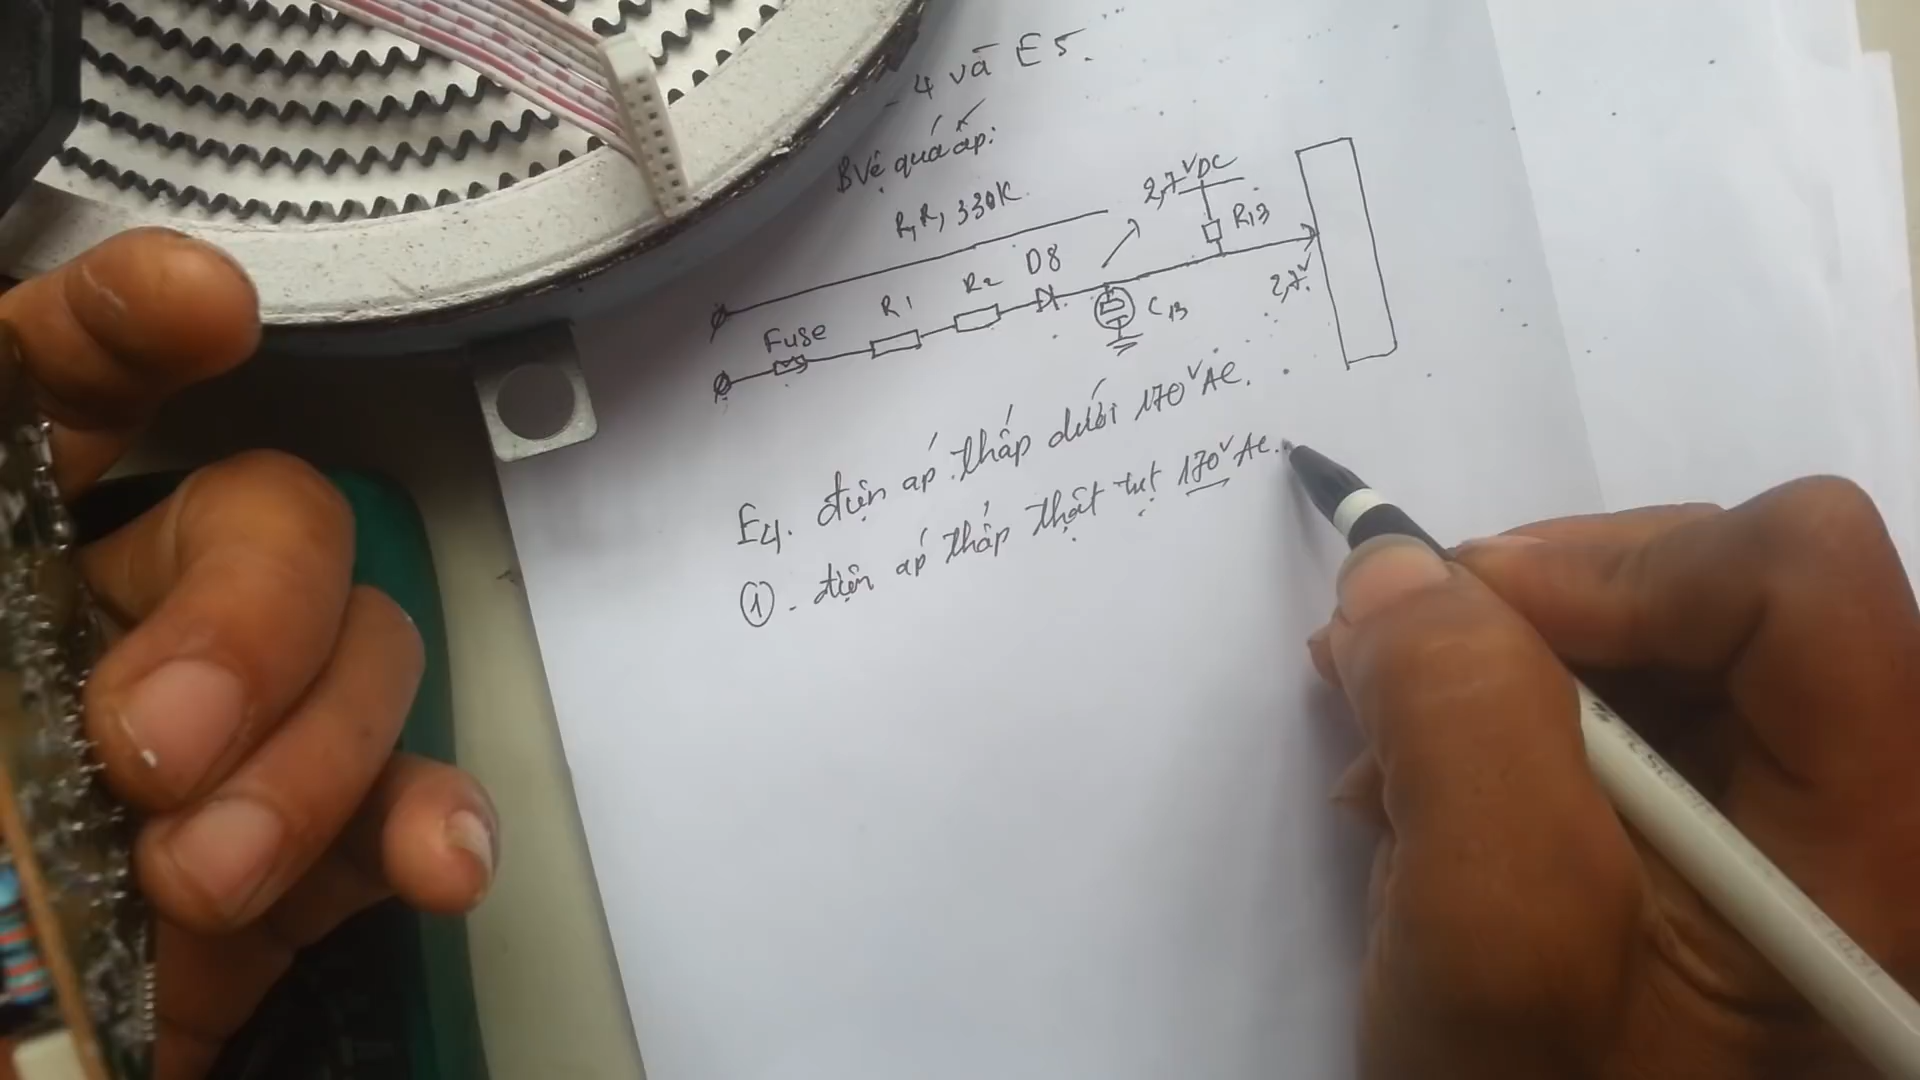 4 và E5.
BVệ quá áp:
R, R, 330K.
2,7VDC
R13
D8
R2
R1
Fuse
C13
2,7V
E4. điện áp thấp dưới 170V AC.
① - điện áp thấp thật tụt 170V AC.